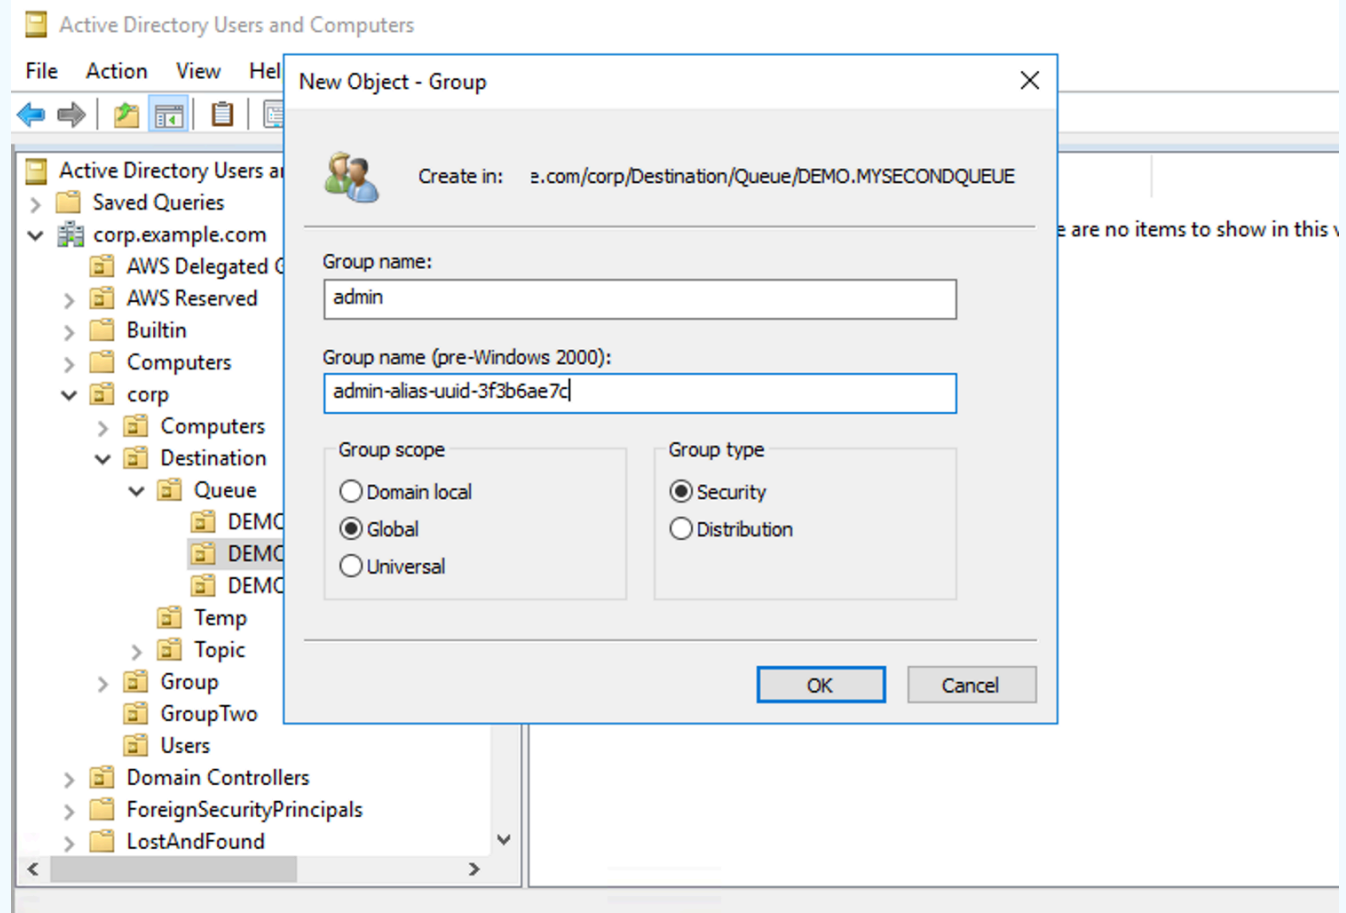 Active Directory Users and Computers
File Action View Hel
New Object - Group
Create in: e.com/corp/Destination/Queue/DEMO.MYSECONDQUEUE
Group name:
admin
Group name (pre-Windows 2000):
admin-alias-uuid-3f3b6ae7c
Group scope
Domain local
Global
Universal
Group type
Security
Distribution
OK
Cancel
Active Directory Users a
Saved Queries
corp.example.com
AWS Delegated
AWS Reserved
Builtin
Computers
corp
Computers
Destination
Queue
DEMO
DEMO
DEMO
Temp
Topic
Group
GroupTwo
Users
Domain Controllers
ForeignSecurityPrincipals
LostAndFound
e are no items to show in this v